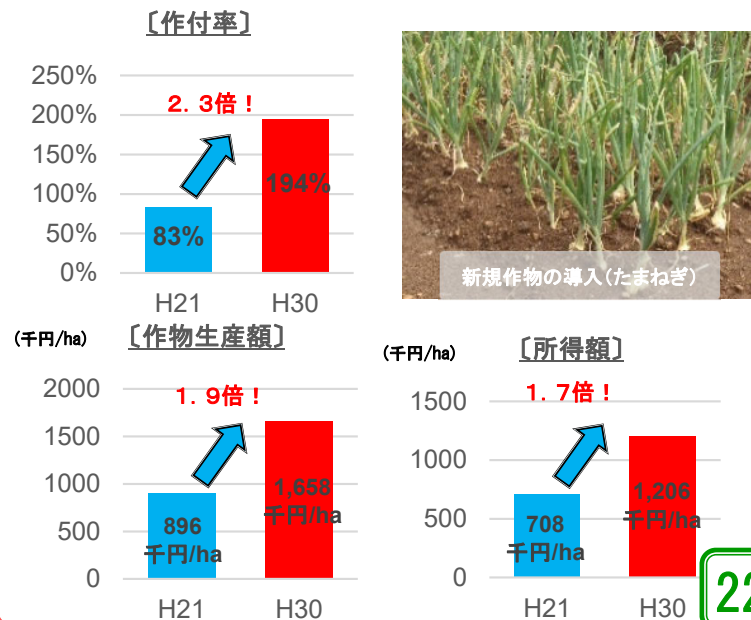 〔作付率〕
250%
200%
150%
100%
50%
0%
2．3倍！
83%
194%
H21
H30
新規作物の導入（たまねぎ）
（千円/ha）
〔作物生産額〕
2000
1500
1000
500
0
1．9倍！
896
千円/ha
1,658
千円/ha
H21
H30
（千円/ha）
〔所得額〕
1500
1000
500
0
1．7倍！
708
千円/ha
1,206
千円/ha
H21
H30
22